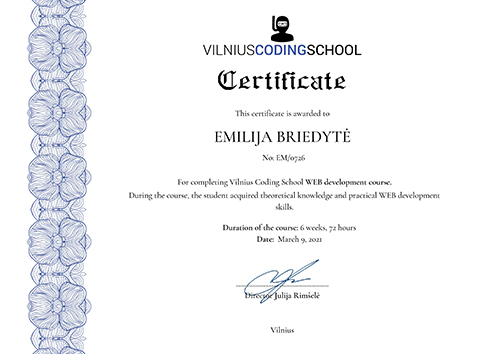 VILNIUSCODINGSCHOOL
Certificate
This certificate is awarded to
EMILIJA BRIEDYTĖ
No: EM/0726
For completing Vilnius Coding School WEB development course.
During the course, the student acquired theoretical knowledge and practical WEB development
skills.
Duration of the course: 6 weeks, 72 hours
Date: March 9, 2021
Director Julija Rimšelė
Vilnius